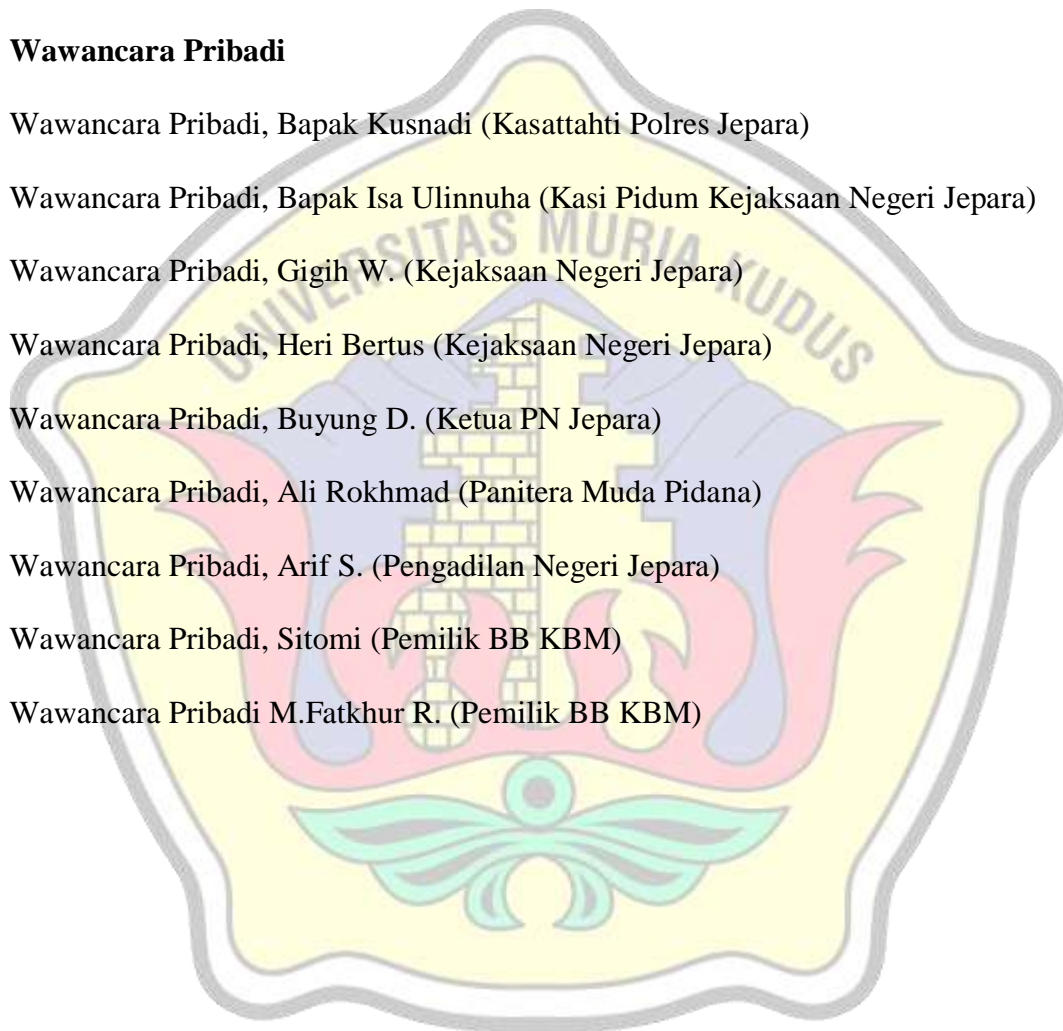 Wawancara Pribadi
Wawancara Pribadi, Bapak Kusnadi (Kasattahti Polres Jepara)
Wawancara Pribadi, Bapak Isa Ulinnuha (Kasi Pidum Kejaksaan Negeri Jepara)
UNIVERSITAS MURIA KUDUS
Wawancara Pribadi, Gigih W. (Kejaksaan Negeri Jepara)
Wawancara Pribadi, Heri Bertus (Kejaksaan Negeri Jepara)
Wawancara Pribadi, Buyung D. (Ketua PN Jepara)
Wawancara Pribadi, Ali Rokhmad (Panitera Muda Pidana)
Wawancara Pribadi, Arif S. (Pengadilan Negeri Jepara)
Wawancara Pribadi, Sitomi (Pemilik BB KBM)
Wawancara Pribadi M.Fatkhur R. (Pemilik BB KBM)